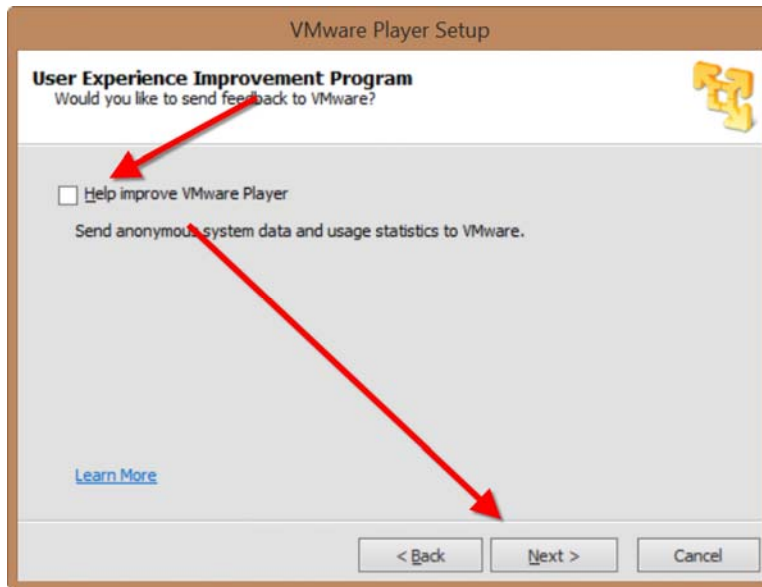 VMware Player Setup
User Experience Improvement Program
Would you like to send feedback to VMware?
Help improve VMware Player
Send anonymous system data and usage statistics to VMware.
Learn More
< Back Next > Cancel